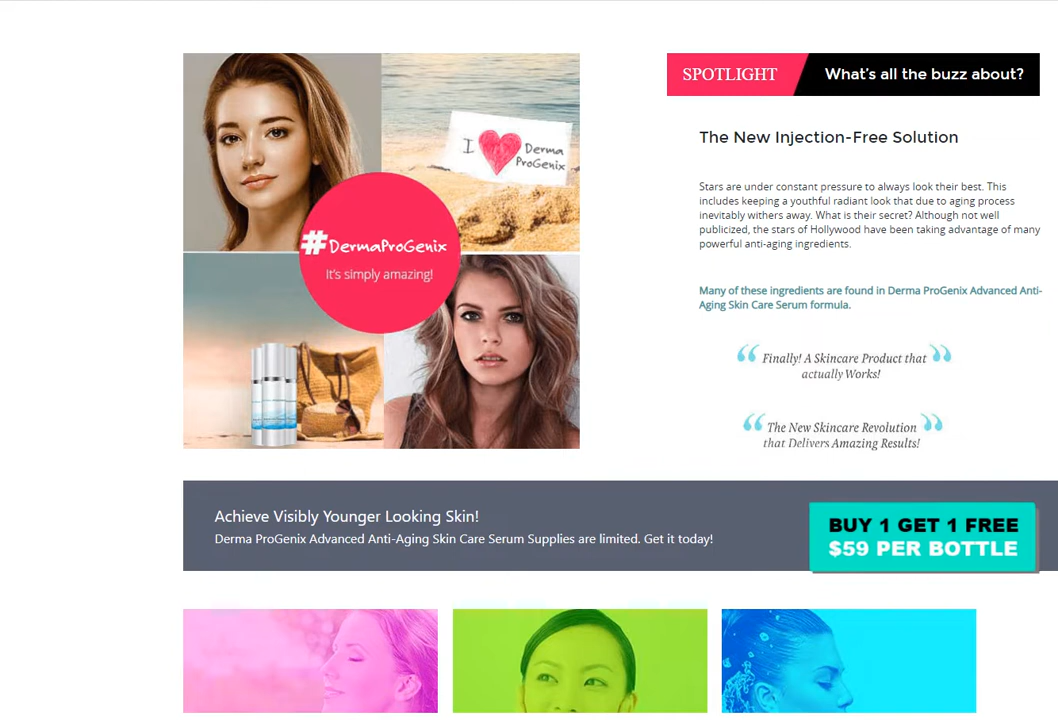 SPOTLIGHT What's all the buzz about?
I Derma
ProGenix
#DermaProGenix
It's simply amazing!
The New Injection-Free Solution
Stars are under constant pressure to always look their best. This
includes keeping a youthful radiant look that due to aging process
inevitably withers away. What is their secret? Although not well
publicized, the stars of Hollywood have been taking advantage of many
powerful anti-aging ingredients.
Many of these ingredients are found in Derma ProGenix Advanced Anti-
Aging Skin Care Serum formula.
“ Finally! A Skincare Product that ”
actually Works!
“ The New Skincare Revolution ”
that Delivers Amazing Results!
Achieve Visibly Younger Looking Skin!
Derma ProGenix Advanced Anti-Aging Skin Care Serum Supplies are limited. Get it today!
BUY 1 GET 1 FREE
$59 PER BOTTLE